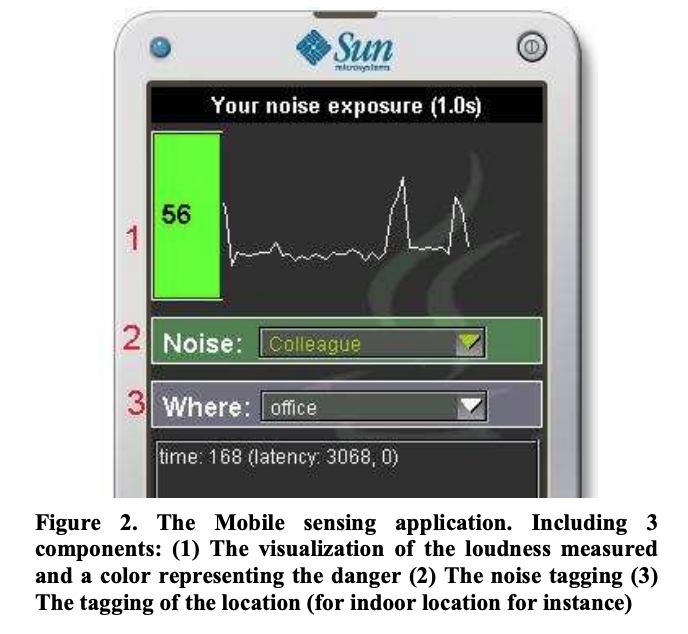 Sun
microsystems
Your noise exposure (1.0s)
56
1
2 Noise: Colleague
3 Where: office
time: 168 (latency: 3068, 0)
Figure 2. The Mobile sensing application. Including 3
components: (1) The visualization of the loudness measured
and a color representing the danger (2) The noise tagging (3)
The tagging of the location (for indoor location for instance)